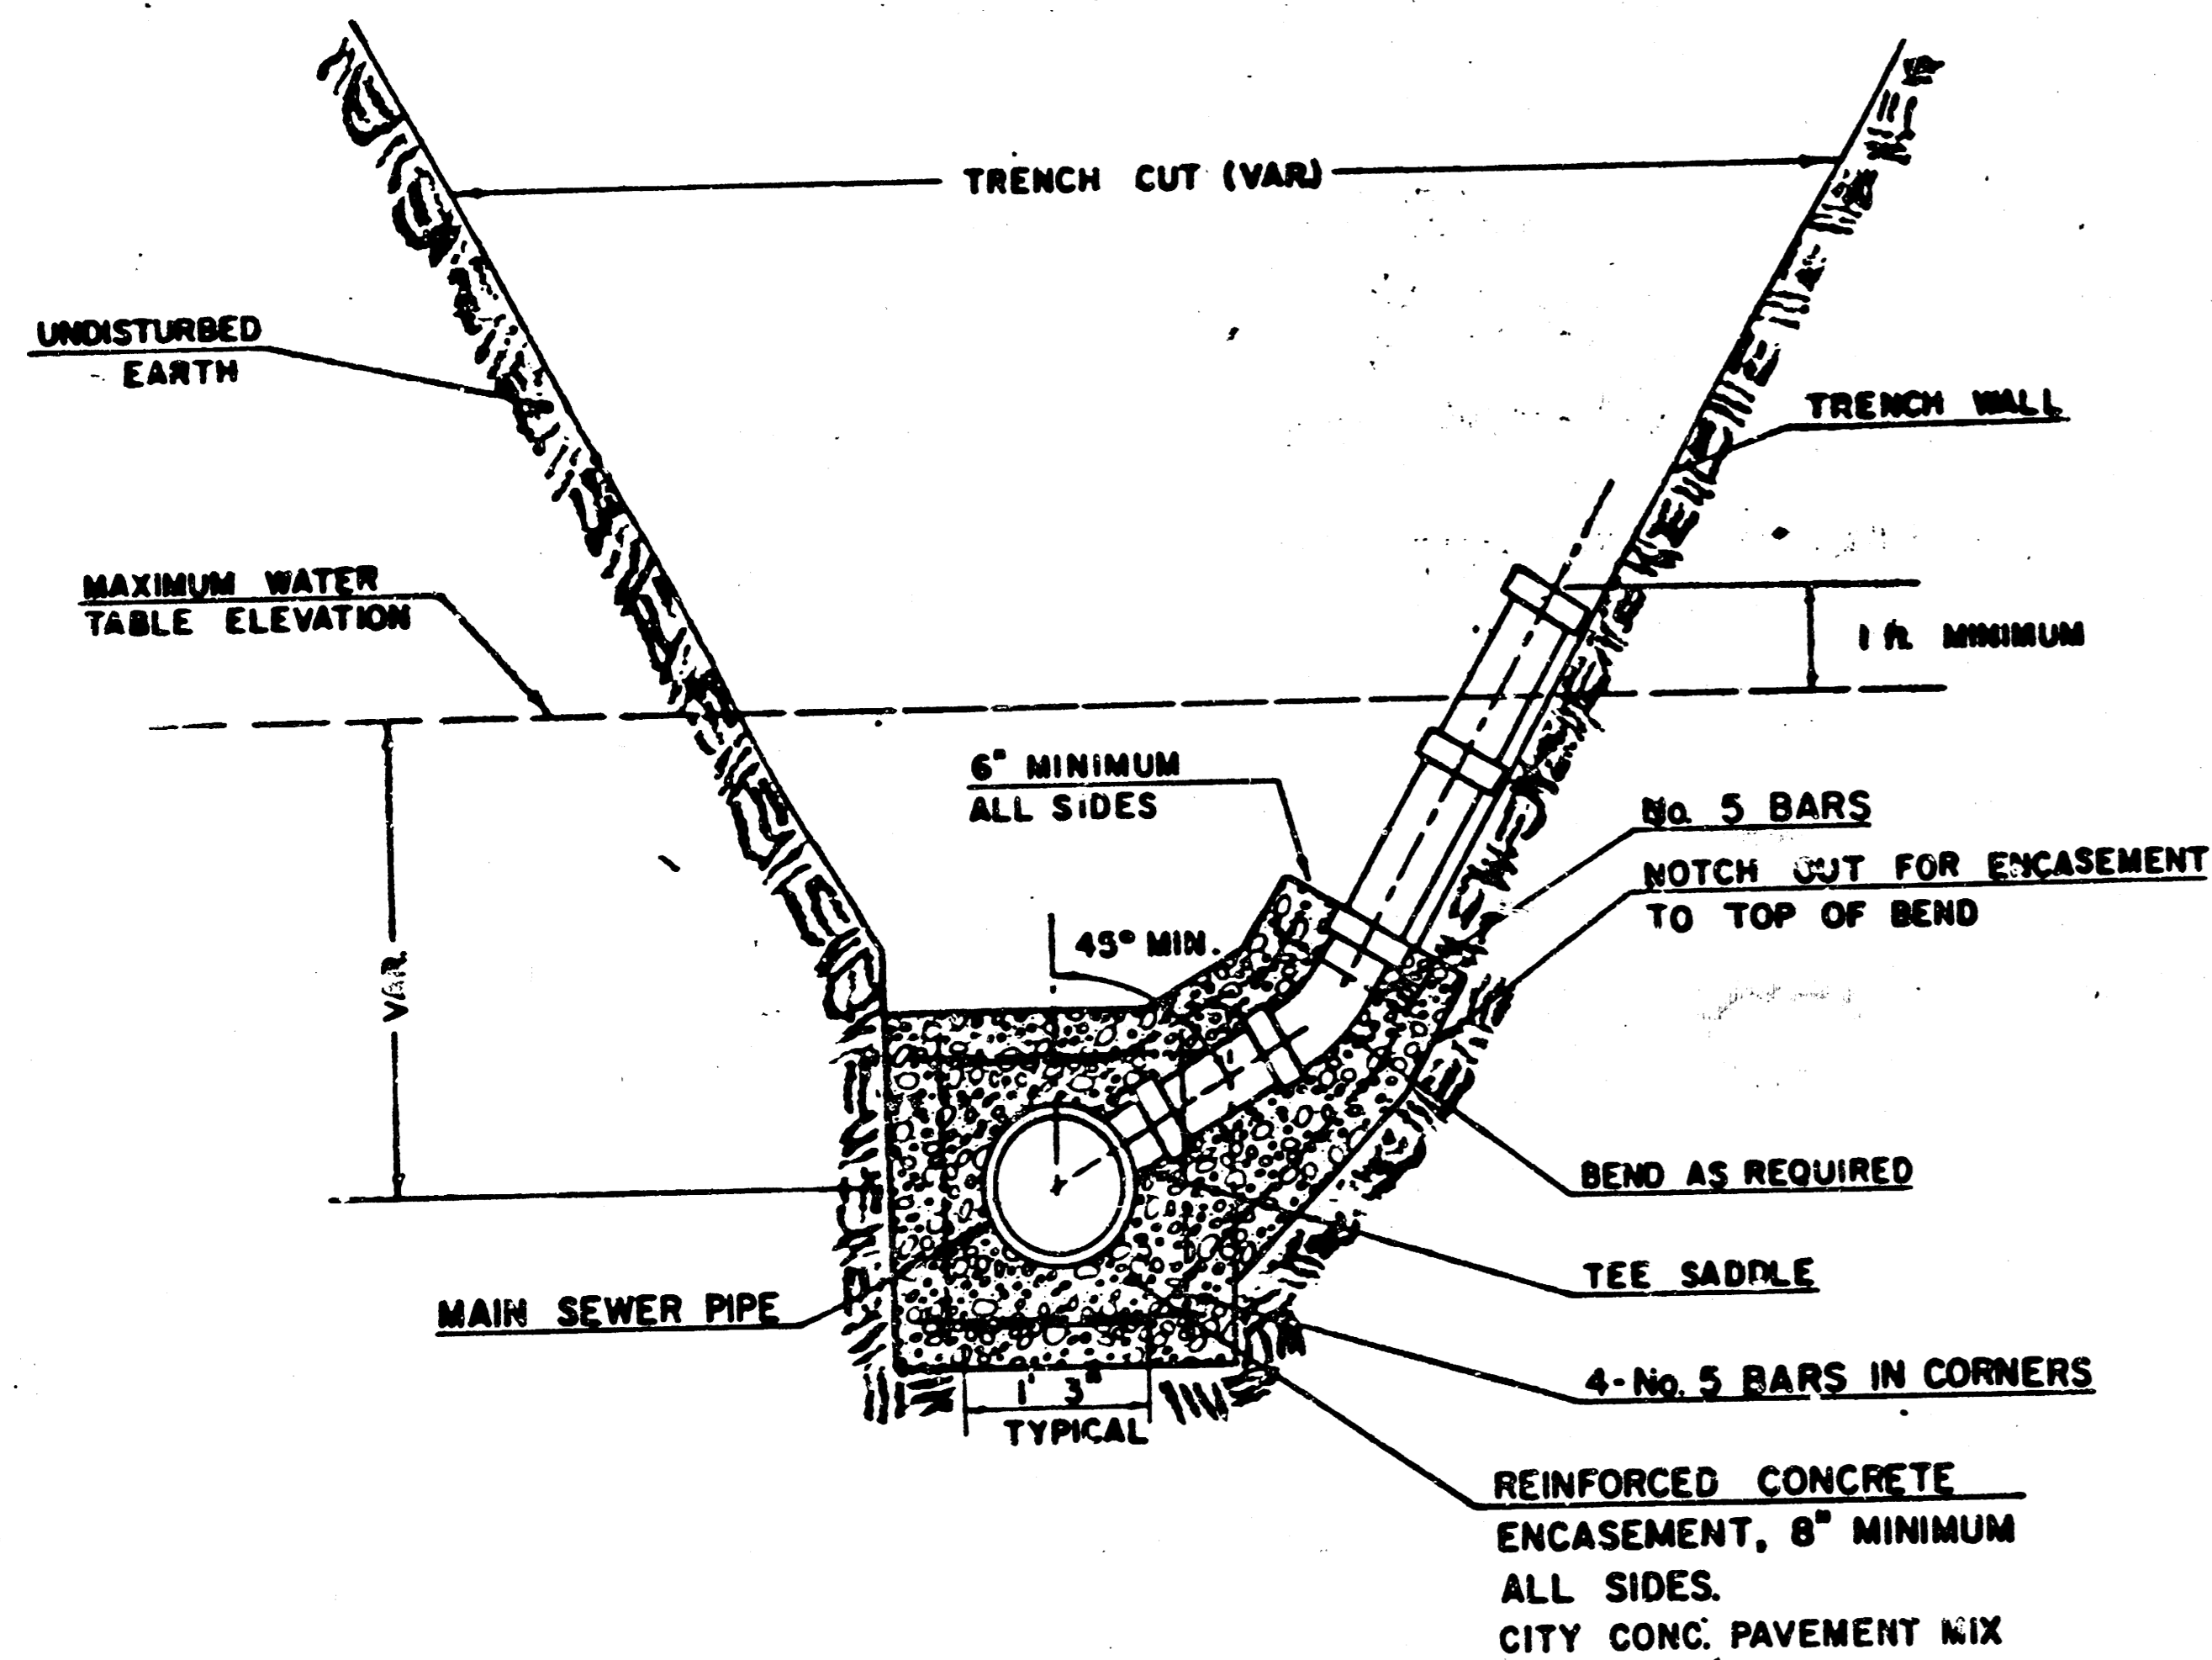 TRENCH CUT (VAR)
UNDISTURBED
EARTH
TRENCH WALL
MAXIMUM WATER
TABLE ELEVATION
1 ft. MINIMUM
6" MINIMUM
ALL SIDES
No. 5 BARS
NOTCH OUT FOR ENCASEMENT
TO TOP OF BEND
45° MIN.
VAR.
BEND AS REQUIRED
TEE SADDLE
MAIN SEWER PIPE
4-No. 5 BARS IN CORNERS
1' 3"
TYPICAL
REINFORCED CONCRETE
ENCASEMENT, 8" MINIMUM
ALL SIDES.
CITY CONC. PAVEMENT MIX